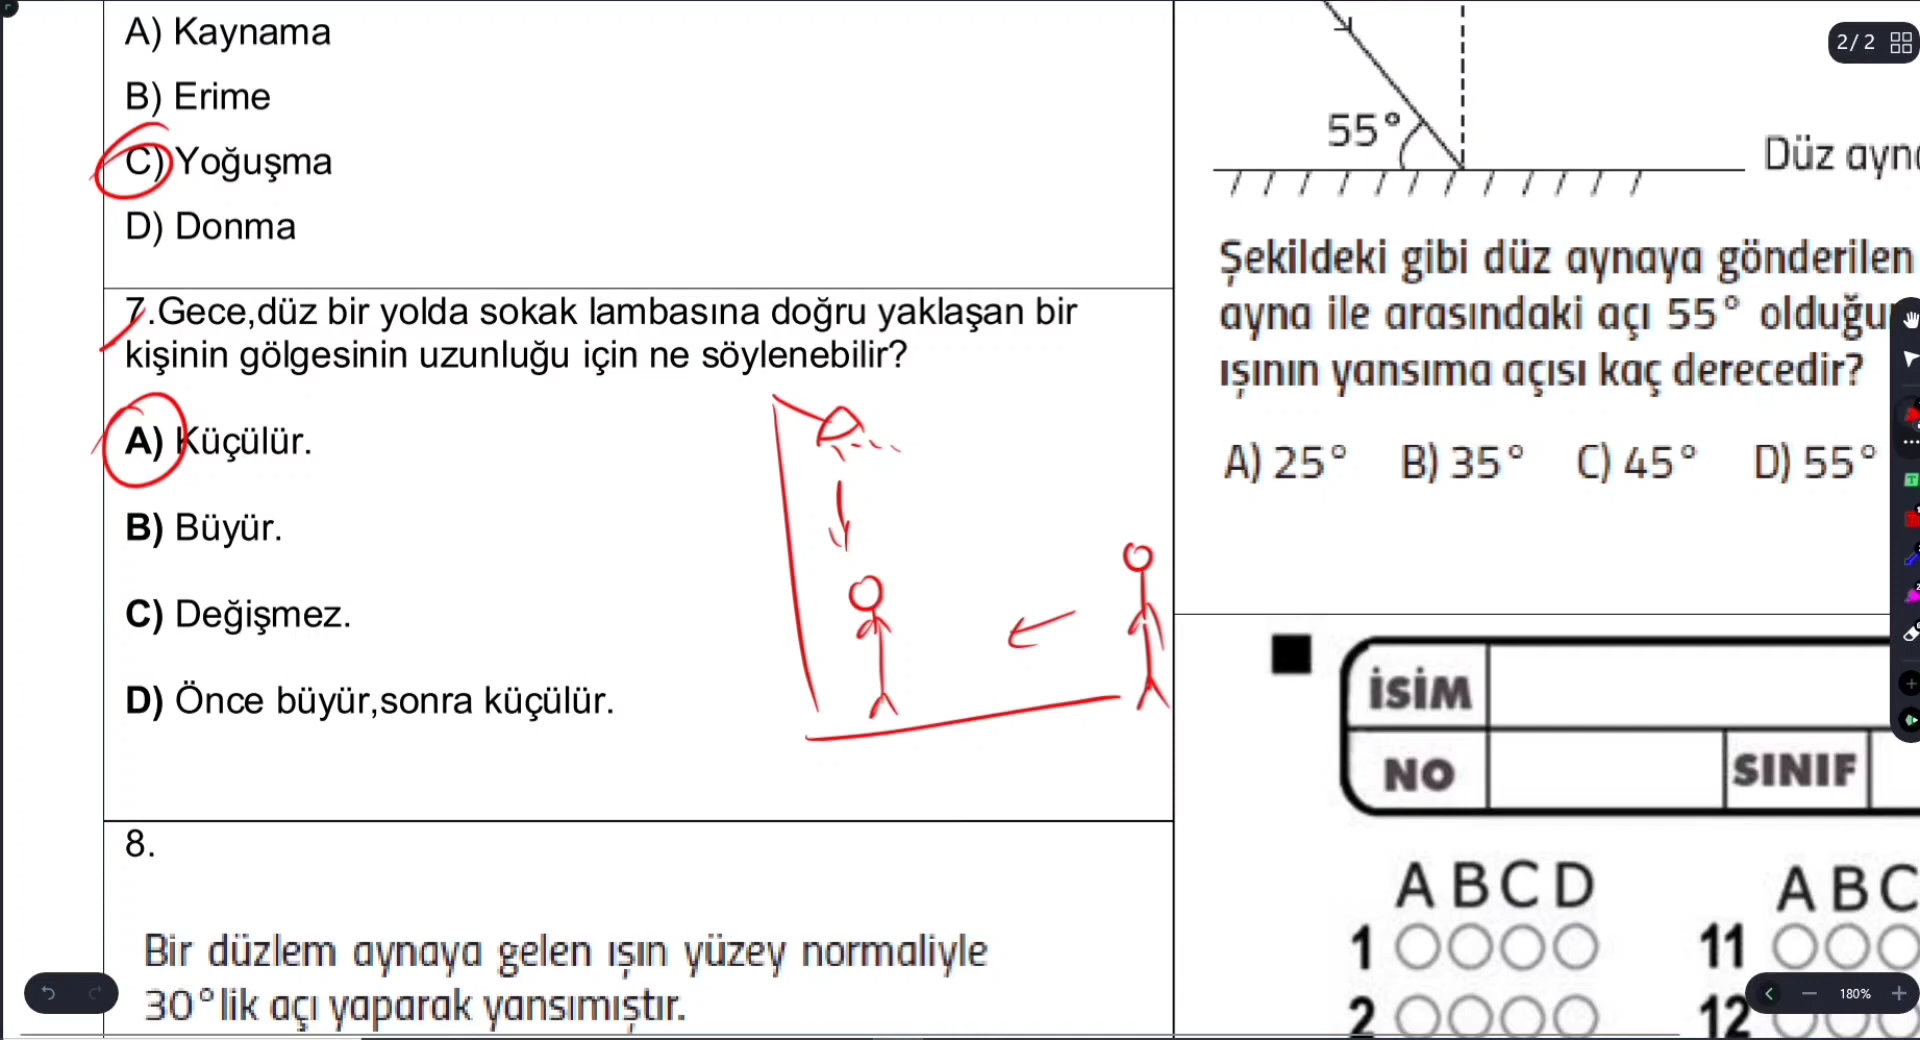 A) Kaynama
B) Erime
C) Yoğuşma
D) Donma
7.Gece,düz bir yolda sokak lambasına doğru yaklaşan bir
kişinin gölgesinin uzunluğu için ne söylenebilir?
A) Küçülür.
B) Büyür.
C) Değişmez.
D) Önce büyür,sonra küçülür.
8.
Bir düzlem aynaya gelen ışın yüzey normaliyle
30°lik açı yaparak yansımıştır.
2/2
55°
Düz
Şekildeki gibi düz aynaya gönderilen
ayna ile arasındaki açı 55°
ışının yansıma açısı kaç derecedir?
A) 25° B) 35° C) 45° D) 55°
İSİM
NO SINIF
A B C D A B C
1 11
2 12
180%